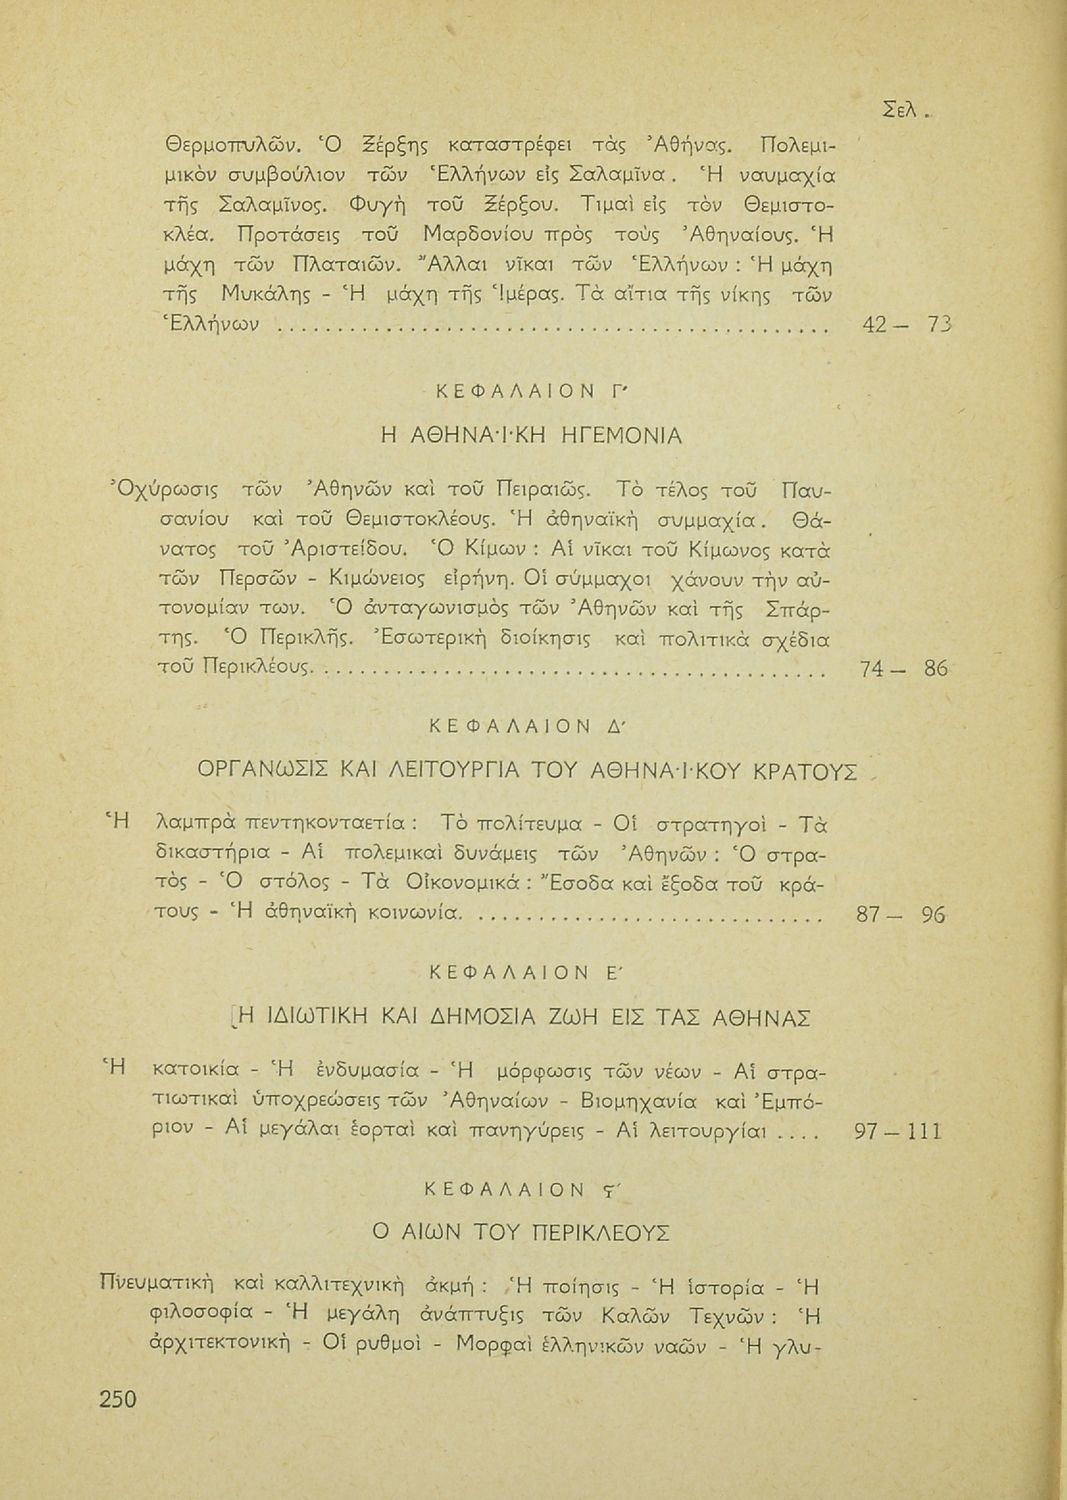 Σελ.
Θερμοπυλῶν. Ὁ Ξέρξης καταστρέφει τὰς Ἀθήνας. Πολεμι-
μικὸν συμβούλιον τῶν Ἑλλήνων εἰς Σαλαμῖνα. Ἡ ναυμαχία
τῆς Σαλαμῖνος. Φυγὴ τοῦ Ξέρξου. Τιμαὶ εἰς τὸν Θεμιστο-
κλέα. Προτάσεις τοῦ Μαρδονίου πρὸς τοὺς Ἀθηναίους. Ἡ
μάχη τῶν Πλαταιῶν. Ἄλλαι νῖκαι τῶν Ἑλλήνων : Ἡ μάχη
τῆς Μυκάλης - Ἡ μάχη τῆς Ἱμέρας. Τὰ αἴτια τῆς νίκης τῶν
Ἑλλήνων .............................................. 42 — 73
ΚΕΦΑΛΑΙΟΝ Γ'
Η ΑΘΗΝΑ·Ι·ΚΗ ΗΓΕΜΟΝΙΑ
Ὀχύρωσις τῶν Ἀθηνῶν καὶ τοῦ Πειραιῶς. Τὸ τέλος τοῦ Παυ-
σανίου καὶ τοῦ Θεμιστοκλέους. Ἡ ἀθηναϊκὴ συμμαχία. Θά-
νατος τοῦ Ἀριστείδου. Ὁ Κίμων : Αἱ νῖκαι τοῦ Κίμωνος κατὰ
τῶν Περσῶν - Κιμώνειος εἰρήνη. Οἱ σύμμαχοι χάνουν τὴν αὐ-
τονομίαν των. Ὁ ἀνταγωνισμὸς τῶν Ἀθηνῶν καὶ τῆς Σπάρ-
της. Ὁ Περικλῆς. Ἐσωτερικὴ διοίκησις καὶ πολιτικὰ σχέδια
τοῦ Περικλέους. .......................................... 74 — 86
ΚΕΦΑΛΑΙΟΝ Δ'
ΟΡΓΑΝΩΣΙΣ ΚΑΙ ΛΕΙΤΟΥΡΓΙΑ ΤΟΥ ΑΘΗΝΑ·Ι·ΚΟΥ ΚΡΑΤΟΥΣ
Ἡ λαμπρὰ πεντηκονταετία : Τὸ πολίτευμα - Οἱ στρατηγοὶ - Τὰ
δικαστήρια - Αἱ πολεμικαὶ δυνάμεις τῶν Ἀθηνῶν : Ὁ στρα-
τὸς - Ὁ στόλος - Τὰ Οἰκονομικά : Ἔσοδα καὶ ἔξοδα τοῦ κρά-
τους - Ἡ ἀθηναϊκὴ κοινωνία. ............................. 87 — 96
ΚΕΦΑΛΑΙΟΝ Ε'
Η ΙΔΙΩΤΙΚΗ ΚΑΙ ΔΗΜΟΣΙΑ ΖΩΗ ΕΙΣ ΤΑΣ ΑΘΗΝΑΣ
Ἡ κατοικία - Ἡ ἐνδυμασία - Ἡ μόρφωσις τῶν νέων - Αἱ στρα-
τιωτικαὶ ὑποχρεώσεις τῶν Ἀθηναίων - Βιομηχανία καὶ Ἐμπό-
ριον - Αἱ μεγάλαι ἑορταὶ καὶ πανηγύρεις - Αἱ λειτουργίαι .... 97 — 111
ΚΕΦΑΛΑΙΟΝ Ϛ'
Ο ΑΙΩΝ ΤΟΥ ΠΕΡΙΚΛΕΟΥΣ
Πνευματικὴ καὶ καλλιτεχνικὴ ἀκμή : Ἡ ποίησις - Ἡ ἱστορία - Ἡ
φιλοσοφία - Ἡ μεγάλη ἀνάπτυξις τῶν Καλῶν Τεχνῶν : Ἡ
ἀρχιτεκτονικὴ - Οἱ ρυθμοὶ - Μορφαὶ ἑλληνικῶν ναῶν - Ἡ γλυ-
250